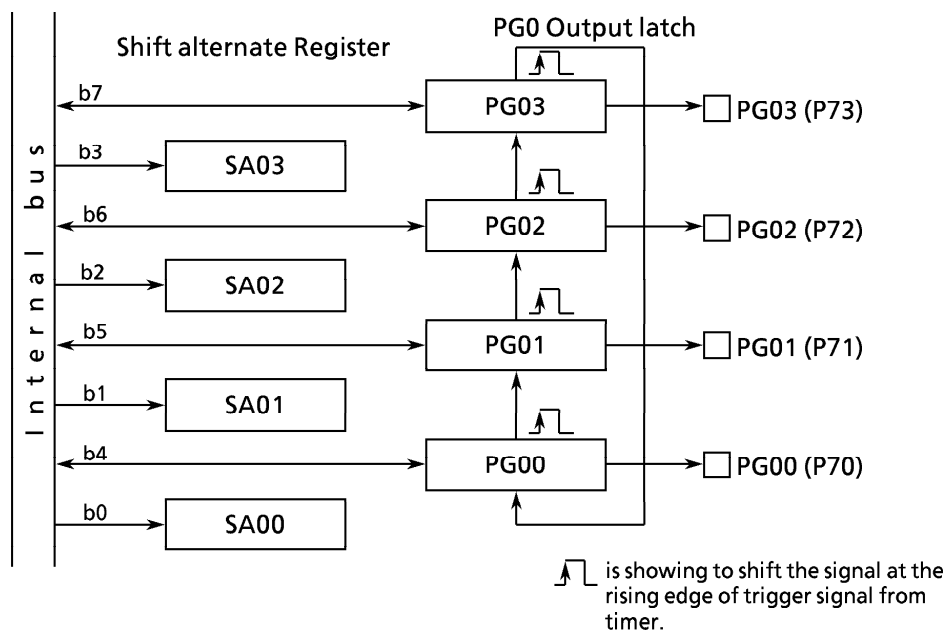 PG0 Output latch
Shift alternate Register
b7
PG03
PG03 (P73)
b3
SA03
b6
PG02
PG02 (P72)
b2
SA02
b5
PG01
PG01 (P71)
b1
SA01
b4
PG00
PG00 (P70)
b0
SA00
Internal bus
is showing to shift the signal at the
rising edge of trigger signal from
timer.